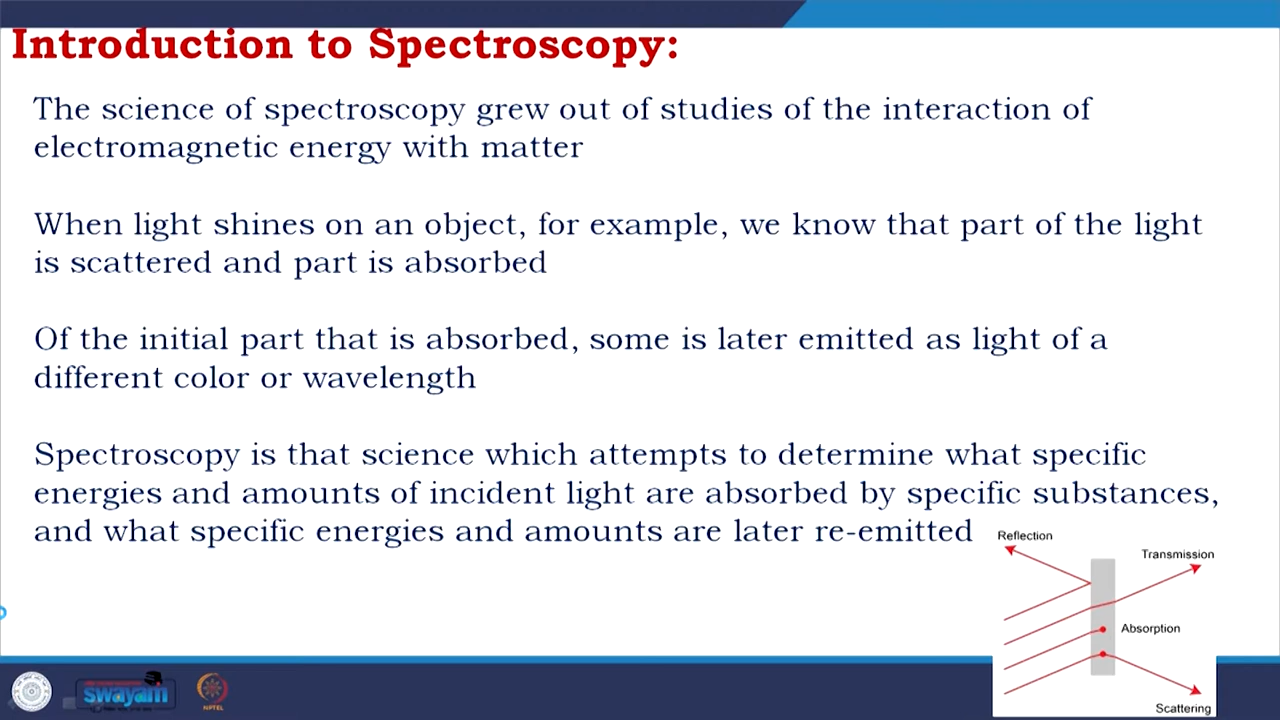 Introduction to Spectroscopy:
The science of spectroscopy grew out of studies of the interaction of
electromagnetic energy with matter
When light shines on an object, for example, we know that part of the light
is scattered and part is absorbed
Of the initial part that is absorbed, some is later emitted as light of a
different color or wavelength
Spectroscopy is that science which attempts to determine what specific
energies and amounts of incident light are absorbed by specific substances,
and what specific energies and amounts are later re-emitted
Reflection
Transmission
Absorption
Scattering
swayam
NPTEL